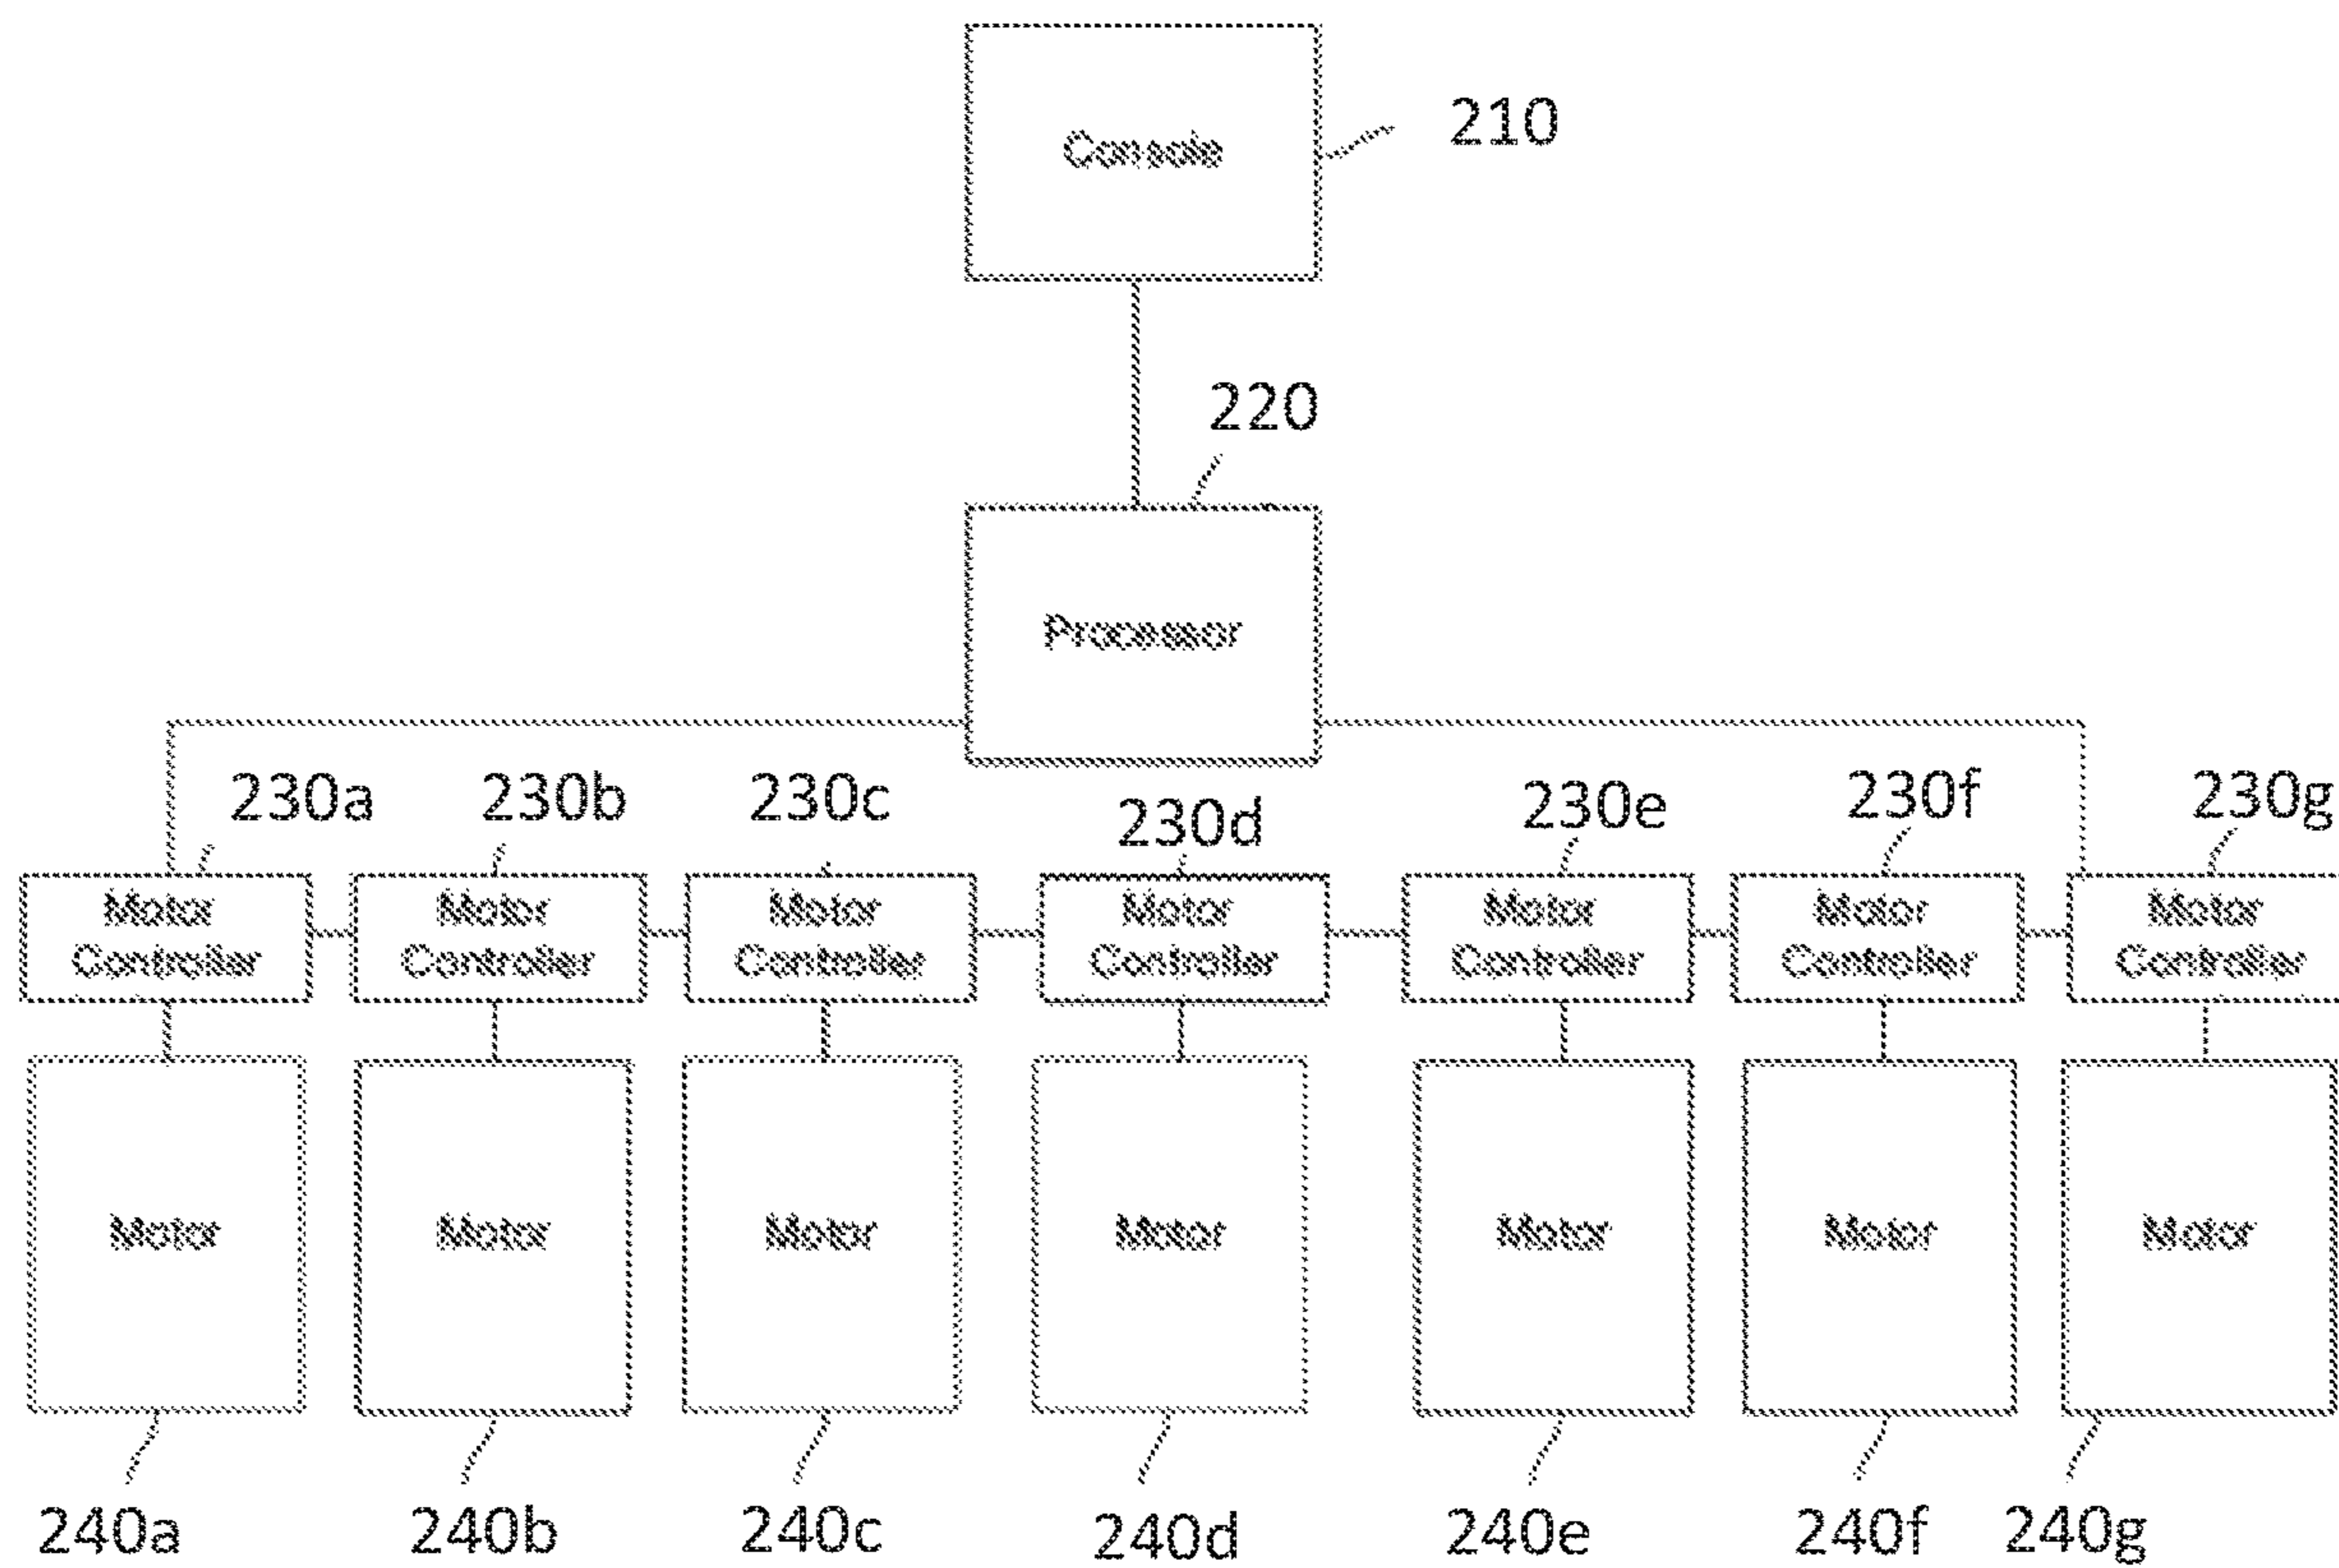 Console
210
220
Processor
230a
230b
230c
230d
230e
230f
230g
Motor
Controller
Motor
Controller
Motor
Controller
Motor
Controller
Motor
Controller
Motor
Controller
Motor
Controller
Motor
Motor
Motor
Motor
Motor
Motor
Motor
240a
240b
240c
240d
240e
240f
240g